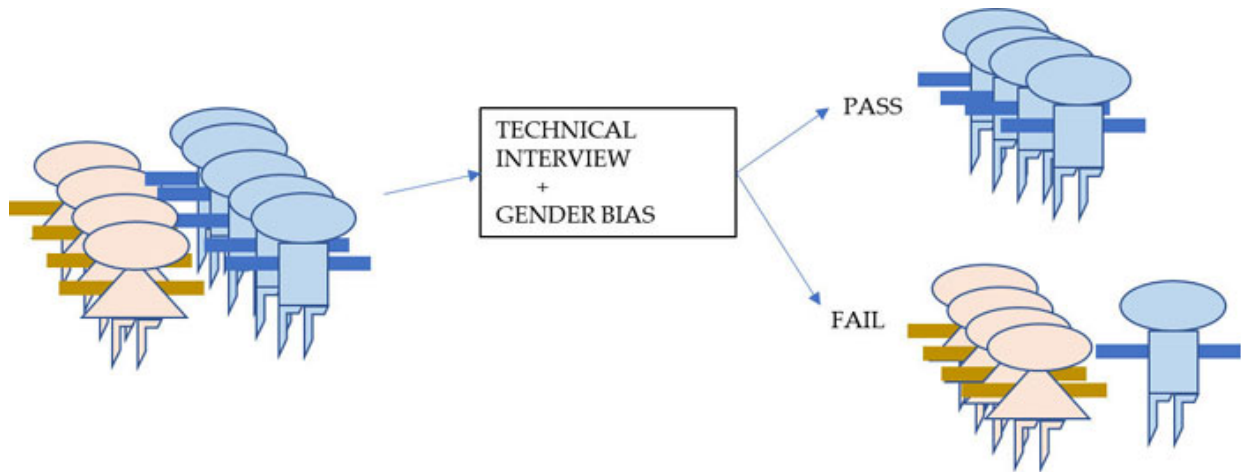 TECHNICAL
INTERVIEW
+
GENDER BIAS
PASS
FAIL